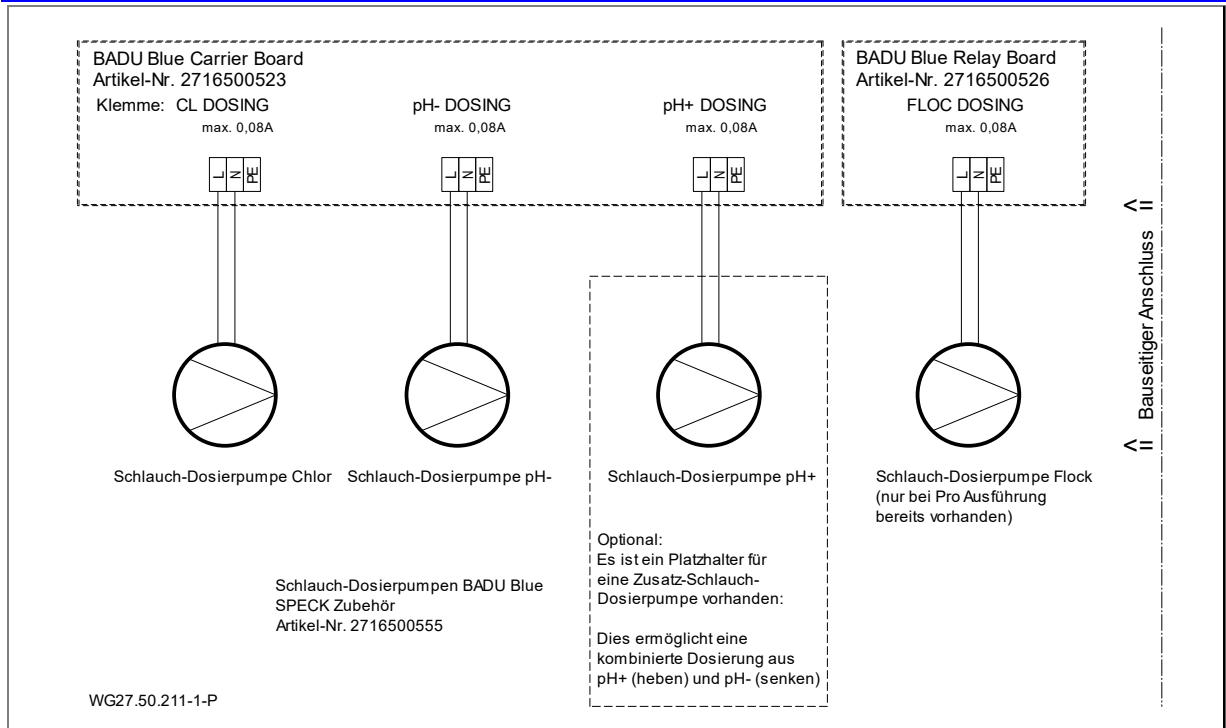 BADU Blue Carrier Board
Artikel-Nr. 2716500523
Klemme: CL DOSING
max. 0,08A
L N PE
pH- DOSING
max. 0,08A
L N PE
pH+ DOSING
max. 0,08A
L N PE
BADU Blue Relay Board
Artikel-Nr. 2716500526
FLOC DOSING
max. 0,08A
L N PE
<= Bauseitiger Anschluss <=
Schlauch-Dosierpumpe Chlor
Schlauch-Dosierpumpe pH-
Schlauch-Dosierpumpe pH+
Schlauch-Dosierpumpe Flock
(nur bei Pro Ausführung
bereits vorhanden)
Optional:
Es ist ein Platzhalter für
eine Zusatz-Schlauch-
Dosierpumpe vorhanden:
Dies ermöglicht eine
kombinierte Dosierung aus
pH+ (heben) und pH- (senken)
Schlauch-Dosierpumpen BADU Blue
SPECK Zubehör
Artikel-Nr. 2716500555
WG27.50.211-1-P